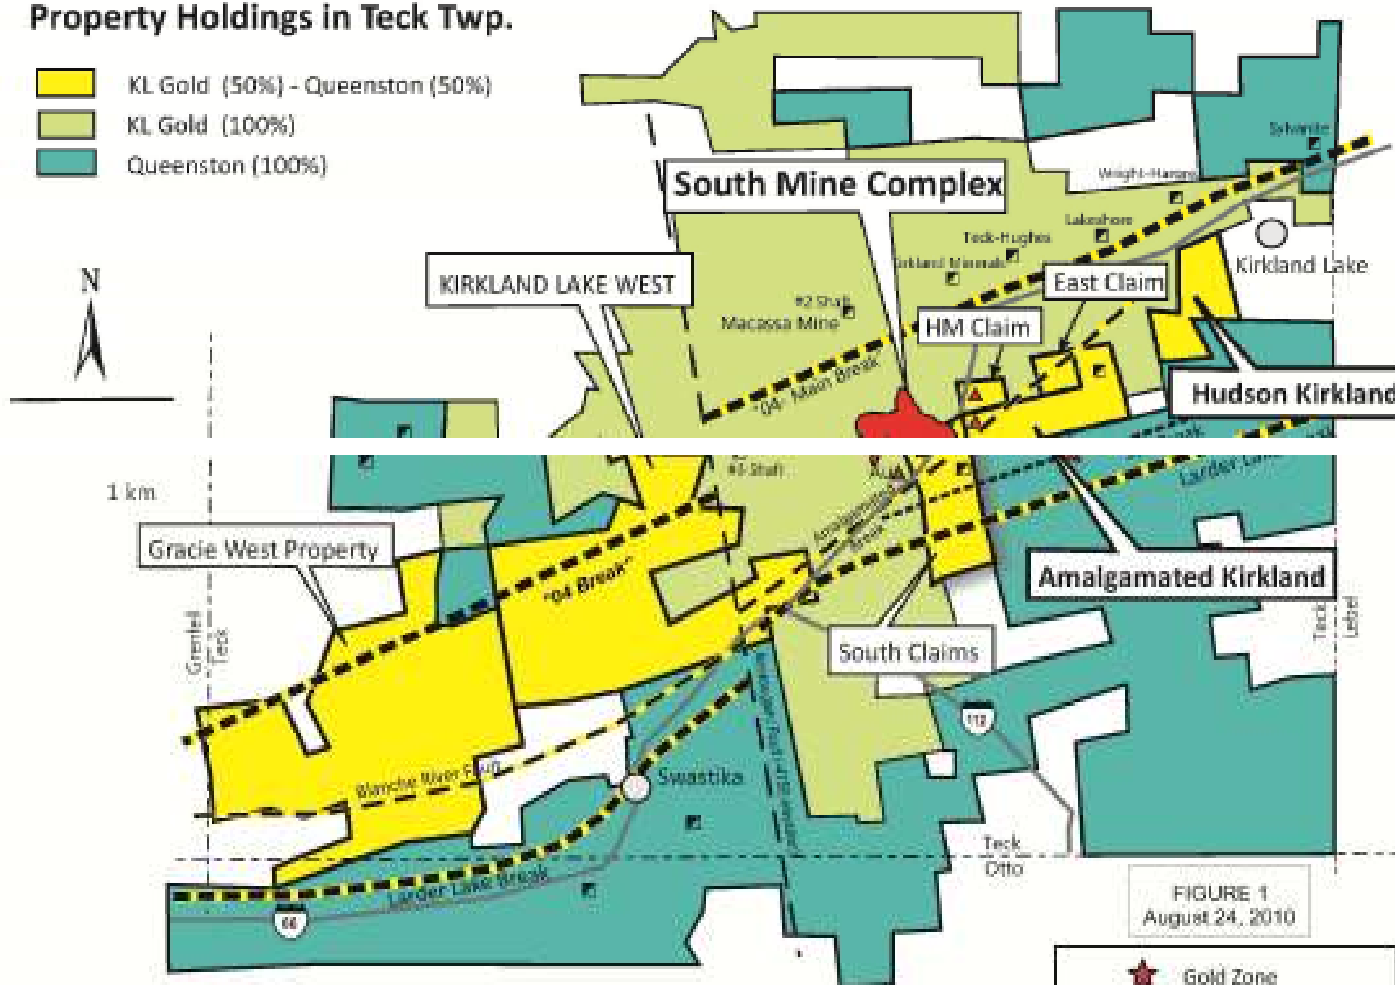 Property Holdings in Teck Twp.
KL Gold (50%) - Queenston (50%)
KL Gold (100%)
Queenston (100%)
Sylvanite
South Mine Complex
Wright-Hargreaves
Lakeshore
Teck-Hughes
Kirkland Minerals
Kirkland Lake
N
KIRKLAND LAKE WEST
East Claim
#2 Shaft
Macassa Mine
HM Claim
"04- Main Break
Hudson Kirkland
#3 Shaft
Larder Lake
1 km
Amalgamated
Break
Gracie West Property
"04 Break"
Amalgamated Kirkland
Grenfell
Teck
Teck
Lebel
South Claims
112
Blanche River Fault
Swastika
Teck
Otto
Larder Lake Break
66
FIGURE 1
August 24, 2010
Gold Zone